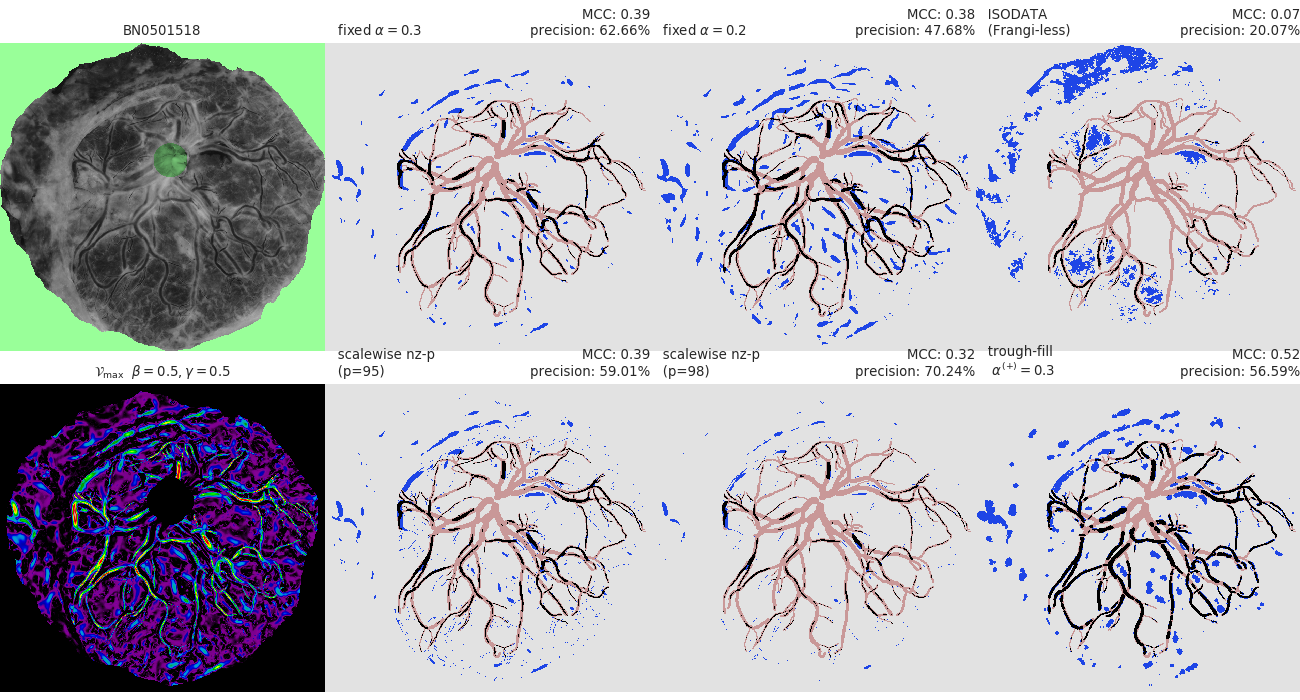 BN0501518
fixed α = 0.3
MCC: 0.39
precision: 62.66%
fixed α = 0.2
MCC: 0.38
precision: 47.68%
ISODATA
(Frangi-less)
MCC: 0.07
precision: 20.07%
𝒱max β = 0.5, γ = 0.5
scalewise nz-p
(p=95)
MCC: 0.39
precision: 59.01%
scalewise nz-p
(p=98)
MCC: 0.32
precision: 70.24%
trough-fill
α(+) = 0.3
MCC: 0.52
precision: 56.59%